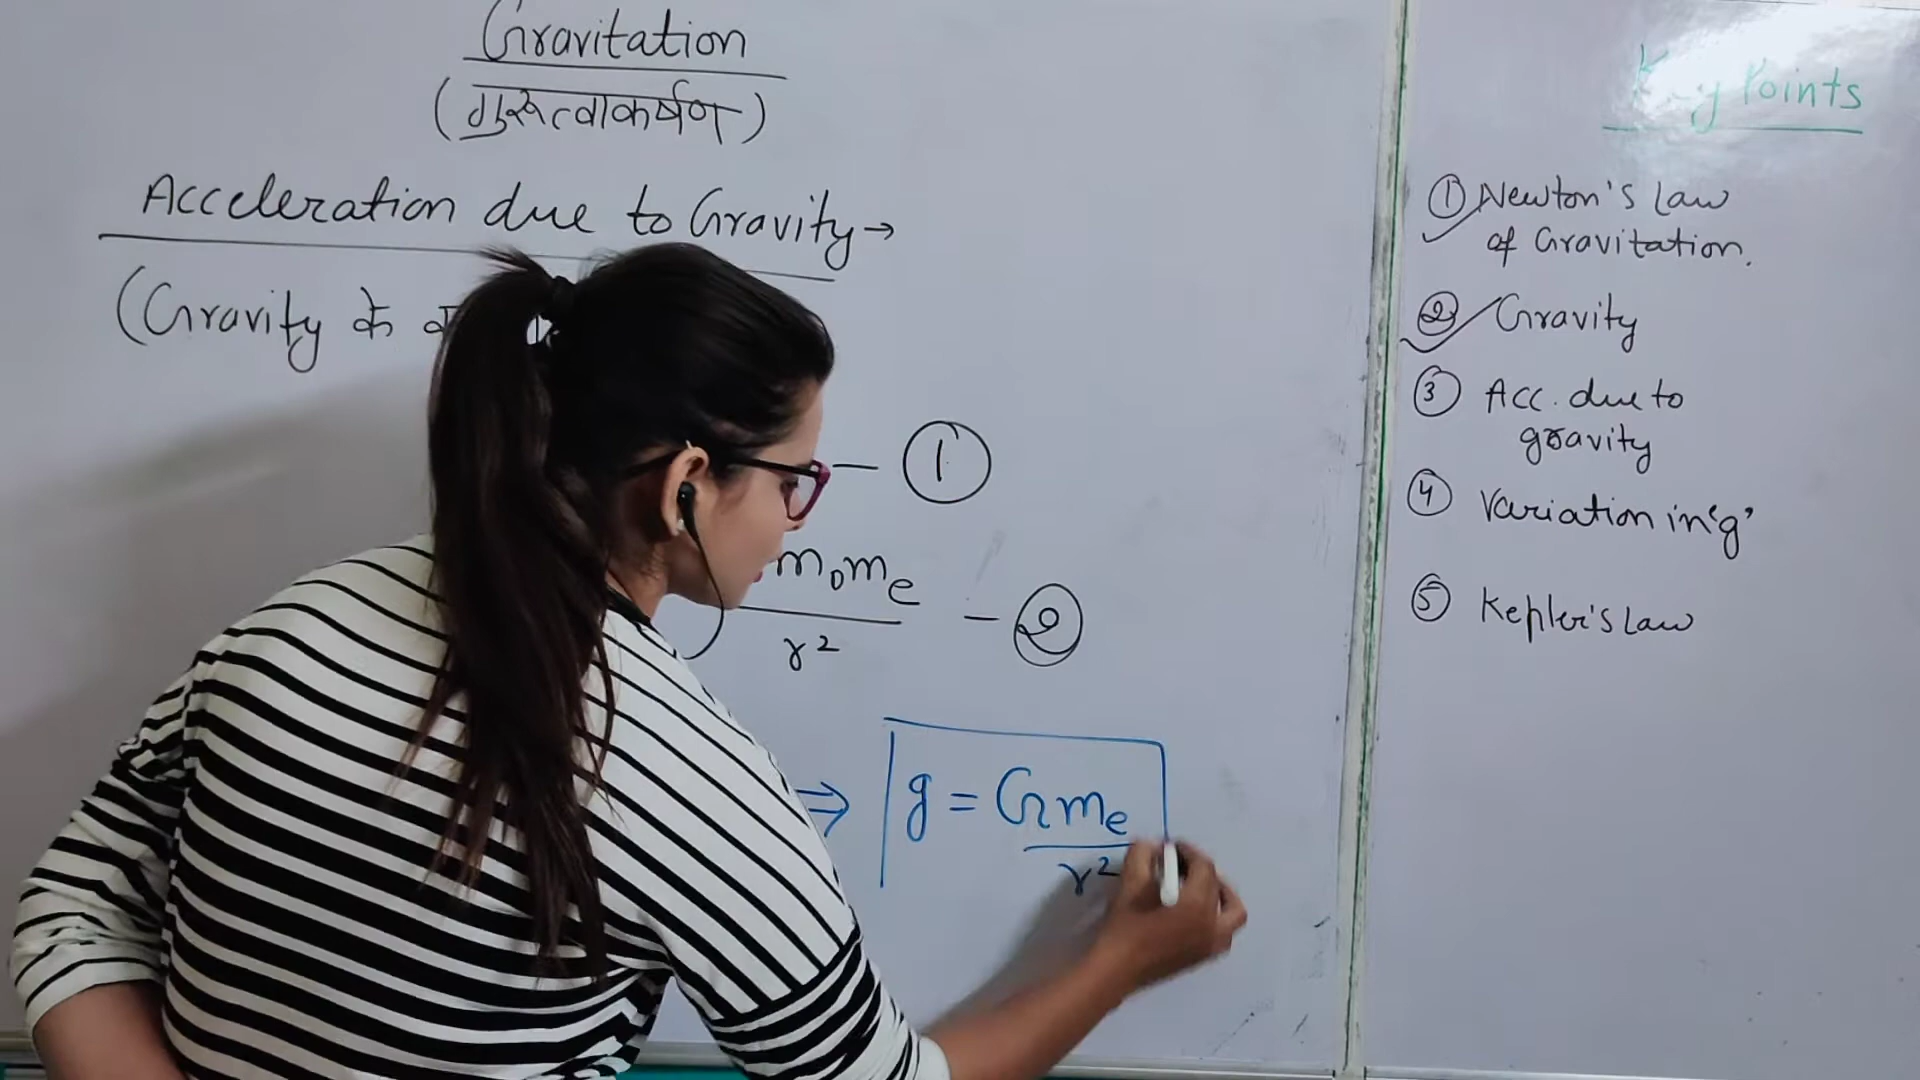 Gravitation
(गुरूत्वाकर्षण)
Acceleration due to Gravity →
(Gravity के
— ①
m₀mₑ
r² — ②
⇒ g = Gmₑ
r²
Key Points
① Newton's Law
of Gravitation.
② Gravity
③ Acc. due to
gravity
④ Variation in 'g'
⑤ Kepler's Law